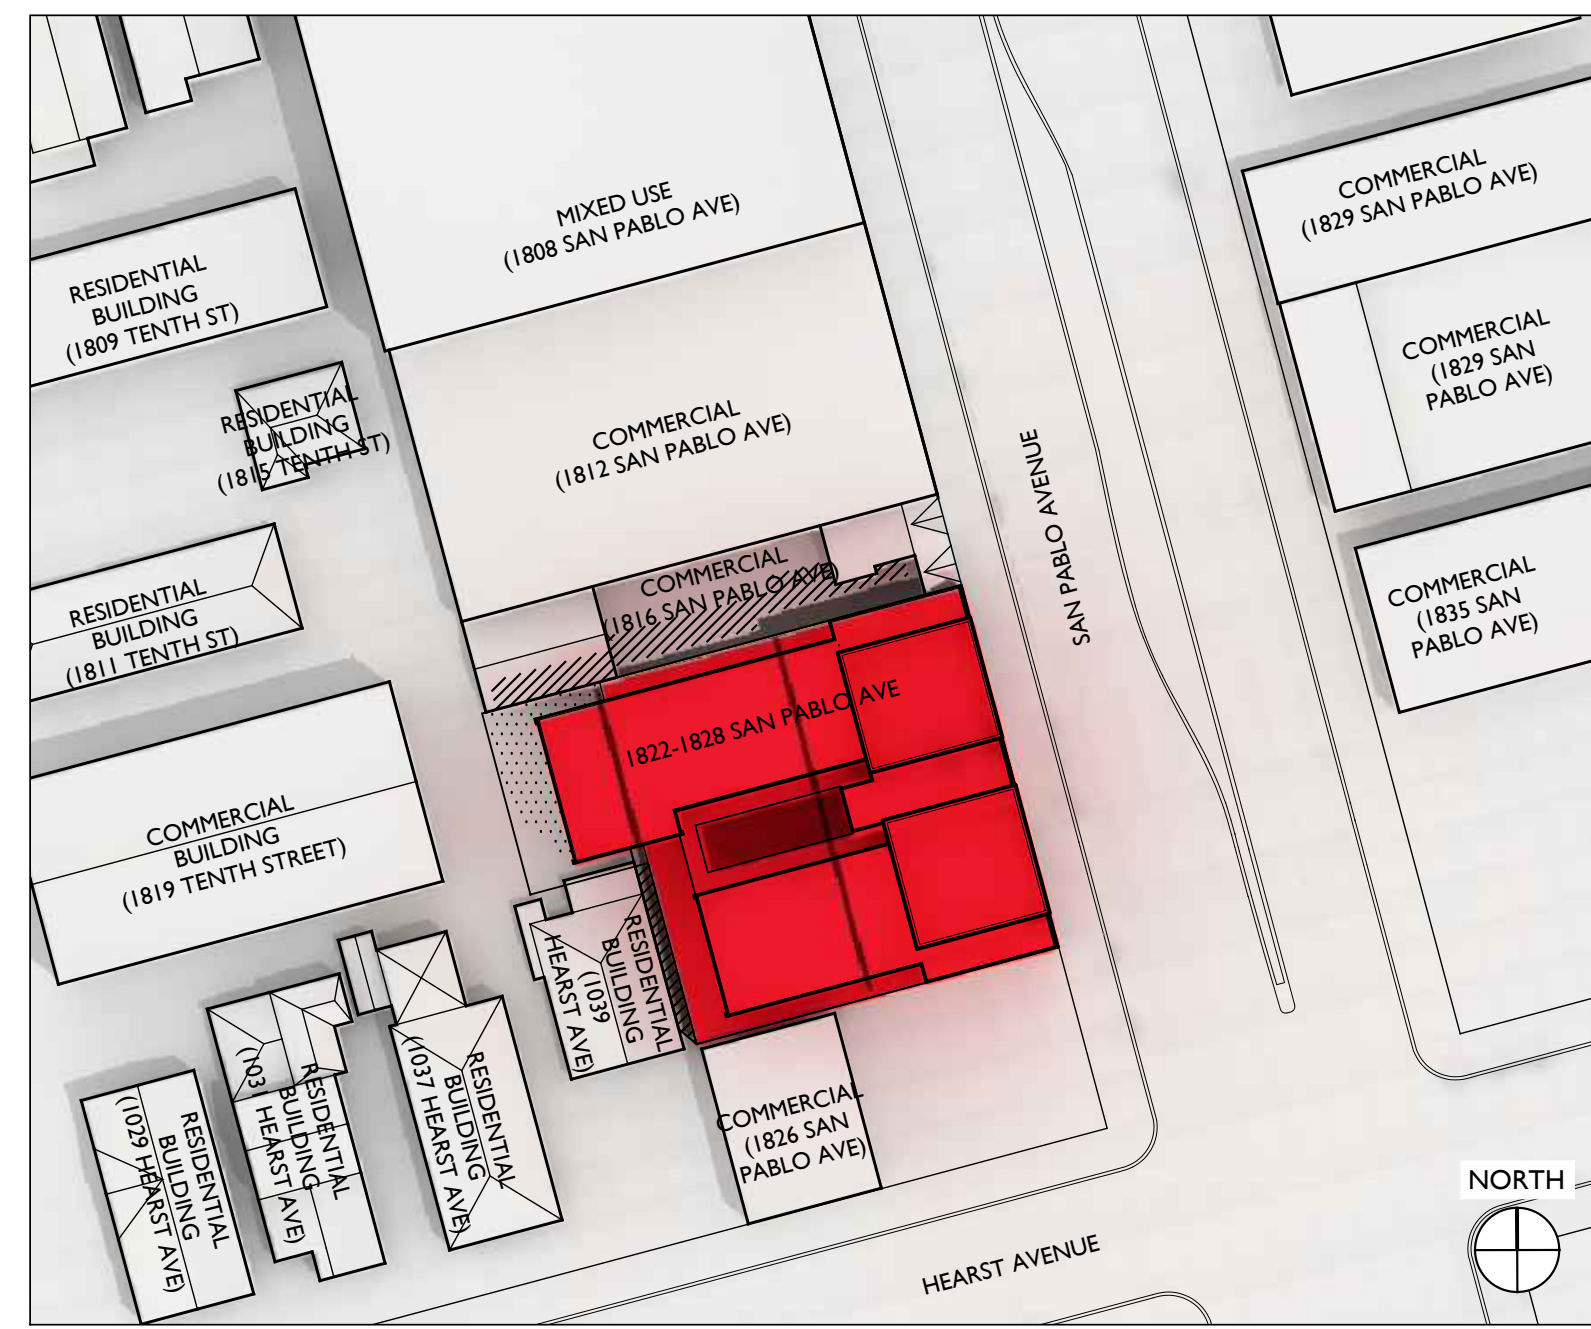 MIXED USE
(1808 SAN PABLO AVE)
COMMERCIAL
(1829 SAN PABLO AVE)
RESIDENTIAL
BUILDING
(1809 TENTH ST)
COMMERCIAL
(1829 SAN
PABLO AVE)
RESIDENTIAL
BUILDING
(1815 TENTH ST)
COMMERCIAL
(1812 SAN PABLO AVE)
SAN PABLO AVENUE
COMMERCIAL
(1816 SAN PABLO AVE)
COMMERCIAL
(1835 SAN
PABLO AVE)
RESIDENTIAL
BUILDING
(1811 TENTH ST)
1822-1828 SAN PABLO AVE
COMMERCIAL
BUILDING
(1819 TENTH STREET)
RESIDENTIAL
BUILDING
(1039
HEARST AVE)
RESIDENTIAL
BUILDING
(1037 HEARST AVE)
RESIDENTIAL
BUILDING
(1031 HEARST AVE)
RESIDENTIAL
BUILDING
(1029 HEARST AVE)
COMMERCIAL
(1826 SAN
PABLO AVE)
HEARST AVENUE
NORTH